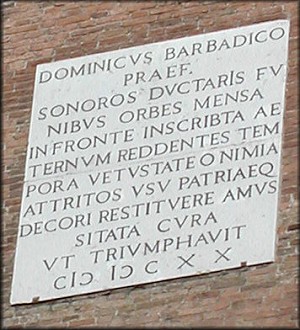 DOMINICVS BARBADICO
PRAEF.
SONOROS DVCTARIS FV
NIBVS ORBES MENSA
IN FRONTE INSCRIBTA AE
TERNVM REDDENTES TEM
PORA VETVSTATE O NIMIA
ATTRITOS VSV PATRIAEQ
DECORI RESTITVERE AMVS
SITATA CVRA
VT TRIVMPHAVIT
CIƆ IƆ C X X